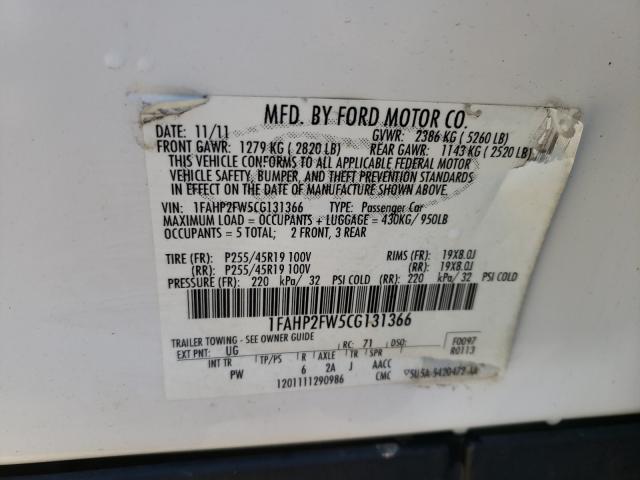 MFD. BY FORD MOTOR CO.
DATE: 11/11 GVWR: 2386 KG ( 5260 LB)
FRONT GAWR: 1279 KG ( 2820 LB) REAR GAWR: 1143 KG ( 2520 LB)
THIS VEHICLE CONFORMS TO ALL APPLICABLE FEDERAL MOTOR
VEHICLE SAFETY, BUMPER, AND THEFT PREVENTION STANDARDS
IN EFFECT ON THE DATE OF MANUFACTURE SHOWN ABOVE.
VIN: 1FAHP2FW5CG131366 TYPE: Passenger Car
MAXIMUM LOAD = OCCUPANTS + LUGGAGE = 430KG/ 950LB
OCCUPANTS = 5 TOTAL; 2 FRONT, 3 REAR
TIRE (FR): P255/45R19 100V RIMS (FR): 19X8.0J
(RR): P255/45R19 100V (RR): 19X8.0J
PRESSURE (FR): 220 kPa/ 32 PSI COLD (RR): 220 kPa/ 32 PSI COLD
1FAHP2FW5CG131366
TRAILER TOWING - SEE OWNER GUIDE RC: 71 DSO: F0097
EXT PNT: UG R0113
INT TR TP/PS R AXLE TR SPR AACC
PW 6 2A J CMC
1201111290986